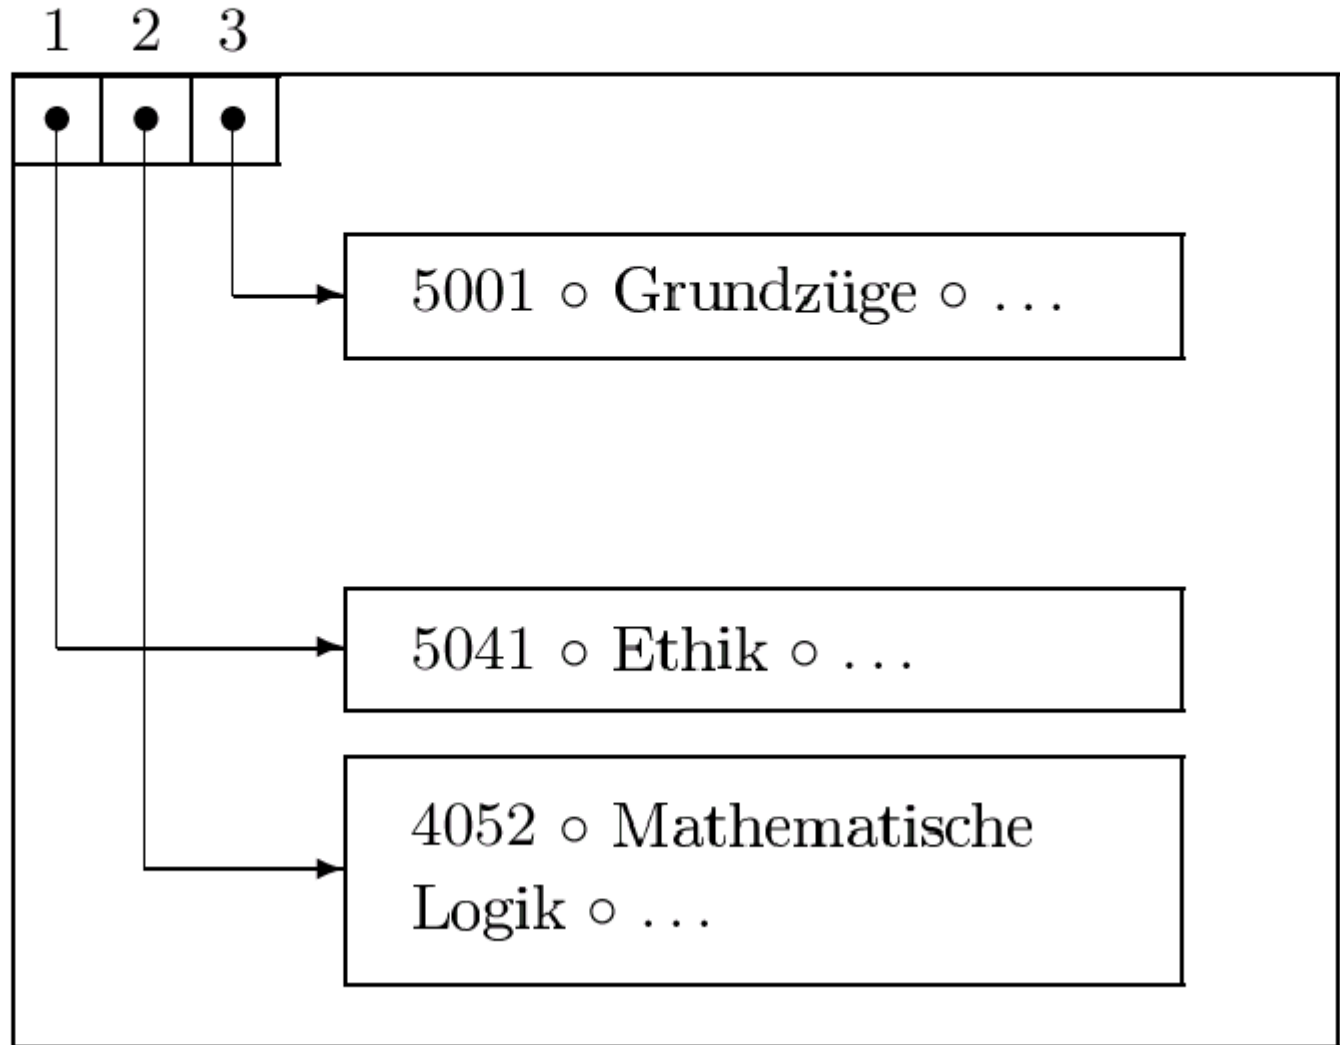 1 2 3
5001 ∘ Grundzüge ∘ ...
5041 ∘ Ethik ∘ ...
4052 ∘ Mathematische
Logik ∘ ...